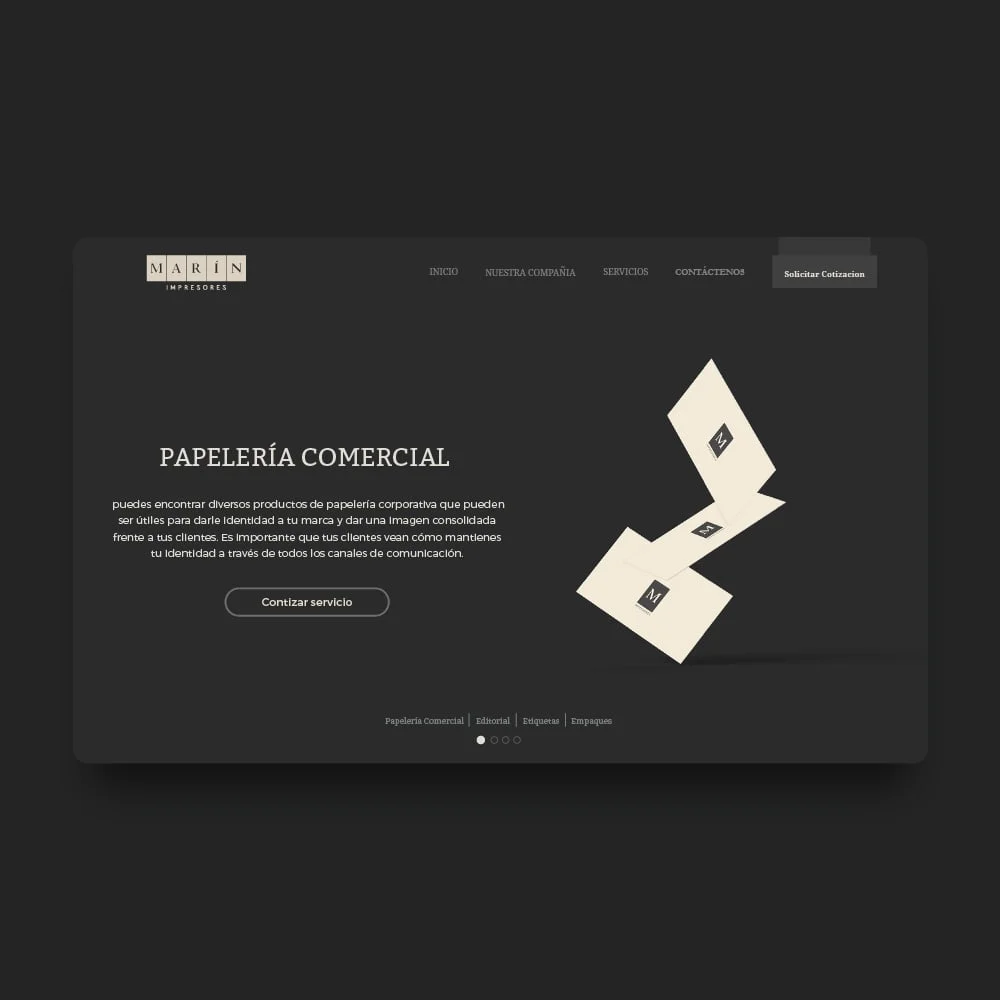 MARÍN
IMPRESORES
INICIO
NUESTRA COMPAÑIA
SERVICIOS
CONTÁCTENOS
Solicitar Cotizacion
PAPELERÍA COMERCIAL
puedes encontrar diversos productos de papelería corporativa que pueden
ser útiles para darle identidad a tu marca y dar una imagen consolidada
frente a tus clientes. Es importante que tus clientes vean cómo mantienes
tu identidad a través de todos los canales de comunicación.
Contizar servicio
M
M
M
Papelería Comercial
Editorial
Etiquetas
Empaques